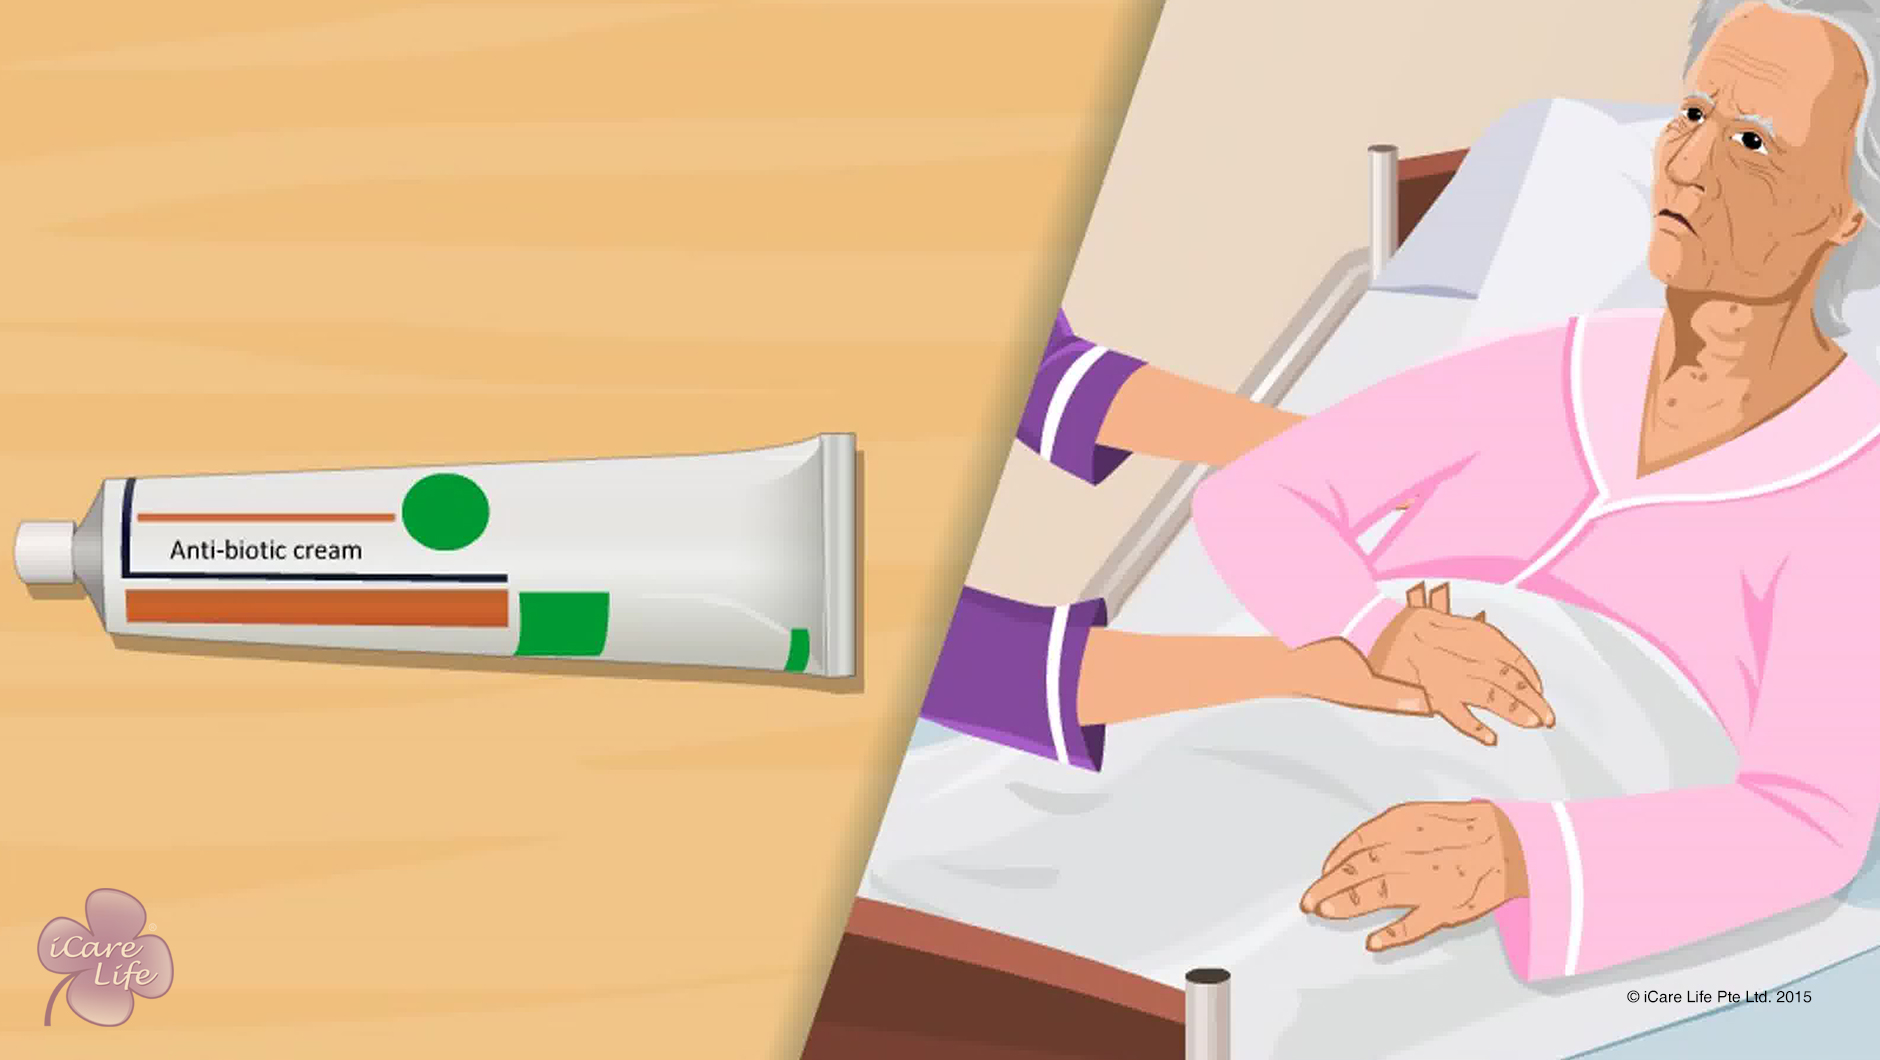 Anti-biotic cream
iCare
Life
© iCare Life Pte Ltd. 2015